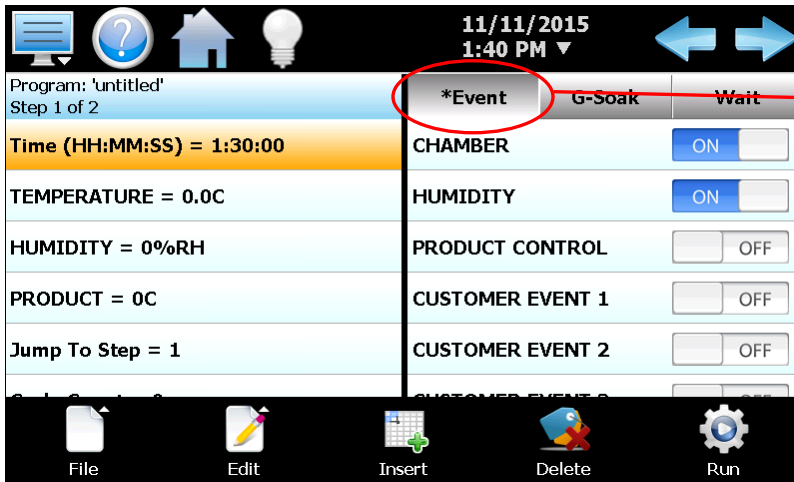 11/11/2015
1:40 PM ▼
Program: 'untitled'
Step 1 of 2
*Event
G-Soak
Wait
Time (HH:MM:SS) = 1:30:00
TEMPERATURE = 0.0C
HUMIDITY = 0%RH
PRODUCT = 0C
Jump To Step = 1
CHAMBER ON
HUMIDITY ON
PRODUCT CONTROL OFF
CUSTOMER EVENT 1 OFF
CUSTOMER EVENT 2 OFF
File
Edit
Insert
Delete
Run